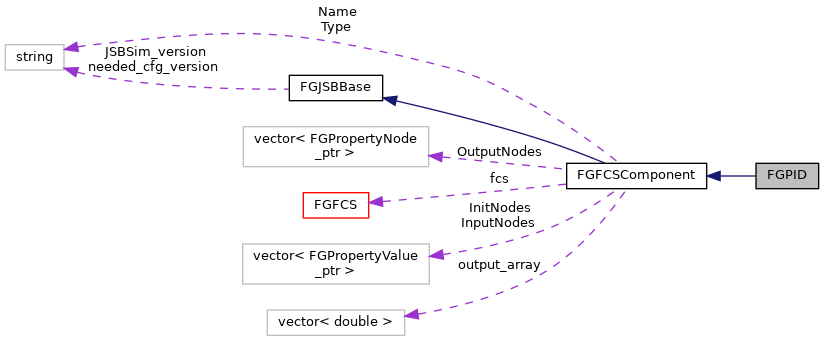 Name
Type
string
JSBSim_version
needed_cfg_version
FGJSBBase
vector< FGPropertyNode
_ptr >
OutputNodes
FGFCSComponent
FGPID
fcs
FGFCS
InitNodes
InputNodes
vector< FGPropertyValue
_ptr >
output_array
vector< double >